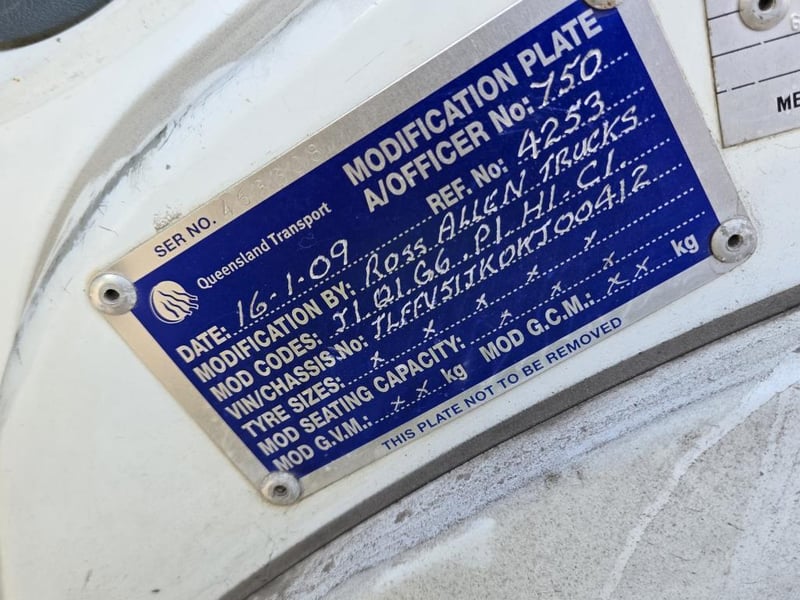 MODIFICATION PLATE
SER NO.
Queensland Transport
A/OFFICER No: 750
REF. No: 4253
DATE: 16-1-09
MODIFICATION BY: ROSS ALLEN TRUCKS
MOD CODES: J1 Q1 G6. P1. H1. C1.
VIN/CHASSIS.No: JLFFV51JK0KJ00412
TYRE SIZES: x x x x x
MOD SEATING CAPACITY: x x x
MOD G.V.M.: x x kg MOD G.C.M.: x x kg
THIS PLATE NOT TO BE REMOVED
ME